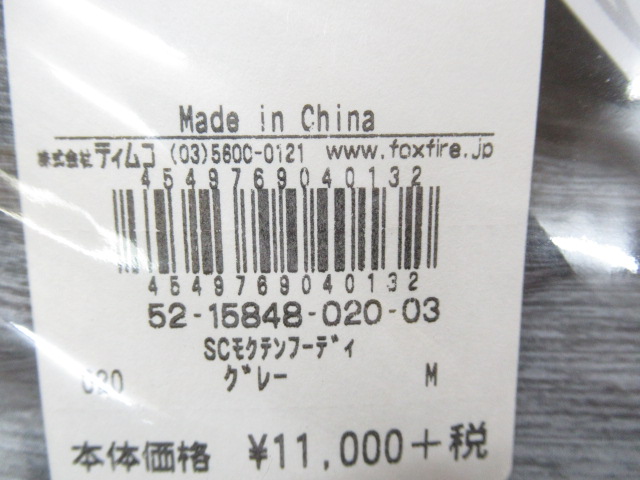 Made in China
株式会社 ティムコ (03)5600-0121 www.foxfire.jp
4549769040132
4549769040132
52-15848-020-03
SCモクテンフーディ
020 グレー M
本体価格 ¥11,000+税